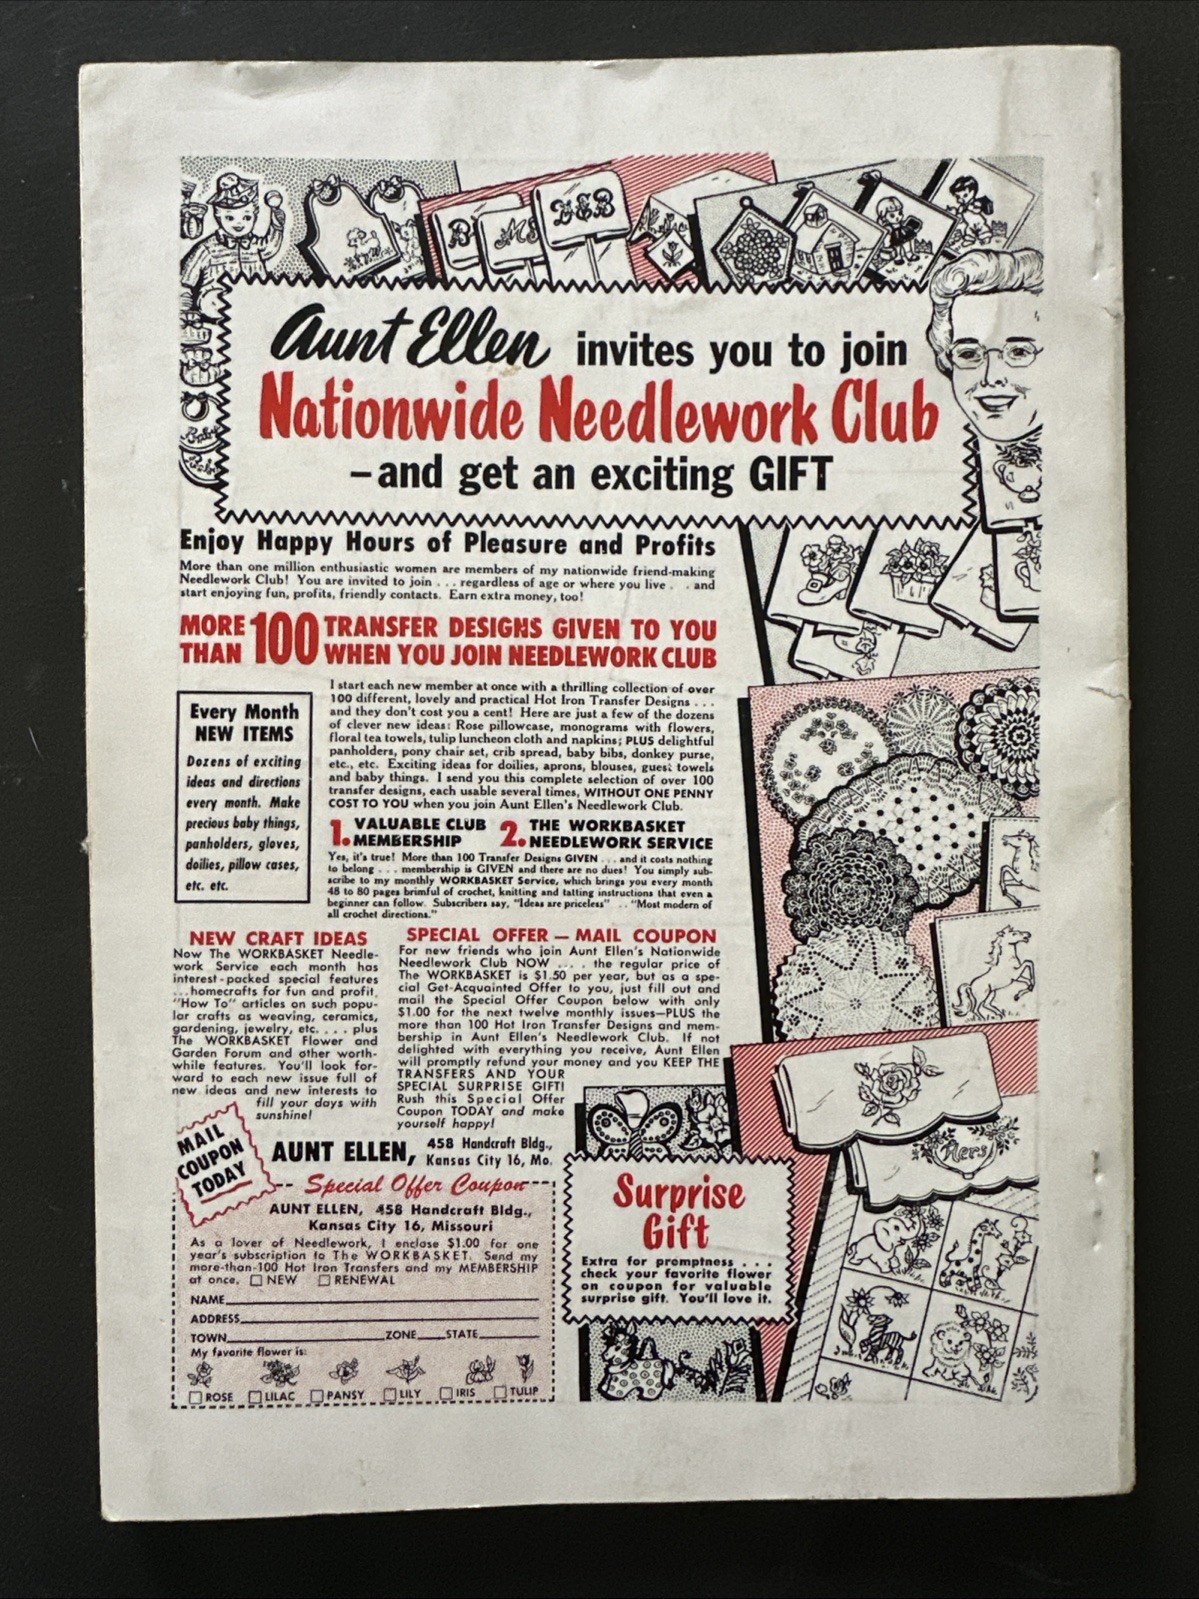 B
M
D&B
Baby
Aunt Ellen invites you to join
Nationwide Needlework Club
–and get an exciting GIFT
Enjoy Happy Hours of Pleasure and Profits
More than one million enthusiastic women are members of my nationwide friend-making
Needlework Club! You are invited to join . . . regardless of age or where you live . . and
start enjoying fun, profits, friendly contacts. Earn extra money, too!
MORE THAN 100 TRANSFER DESIGNS GIVEN TO YOU
WHEN YOU JOIN NEEDLEWORK CLUB
Every Month
NEW ITEMS
Dozens of exciting
ideas and directions
every month. Make
precious baby things,
panholders, gloves,
doilies, pillow cases,
etc. etc.
I start each new member at once with a thrilling collection of over
100 different, lovely and practical Hot Iron Transfer Designs . . .
and they don't cost you a cent! Here are just a few of the dozens
of clever new ideas: Rose pillowcase, monograms with flowers,
floral tea towels, tulip luncheon cloth and napkins; PLUS delightful
panholders, pony chair set, crib spread, baby bibs, donkey purse,
etc., etc. Exciting ideas for doilies, aprons, blouses, guest towels
and baby things. I send you this complete selection of over 100
transfer designs, each usable several times, WITHOUT ONE PENNY
COST TO YOU when you join Aunt Ellen's Needlework Club.
1. VALUABLE CLUB MEMBERSHIP
2. THE WORKBASKET NEEDLEWORK SERVICE
Yes, it's true! More than 100 Transfer Designs GIVEN . . . and it costs nothing
to belong . . . membership is GIVEN and there are no dues! You simply sub-
scribe to my monthly WORKBASKET Service, which brings you every month
48 to 80 pages brimful of crochet, knitting and tatting instructions that even a
beginner can follow. Subscribers say, "Ideas are priceless" . . "Most modern of
all crochet directions."
NEW CRAFT IDEAS
Now The WORKBASKET Needle-
work Service each month has
interest-packed special features
. . . homecrafts for fun and profit.
"How To" articles on such popu-
lar crafts as weaving, ceramics,
gardening, jewelry, etc. . . . plus
The WORKBASKET Flower and
Garden Forum and other worth-
while features. You'll look for-
ward to each new issue full of
new ideas and new interests to
fill your days with
sunshine!
SPECIAL OFFER — MAIL COUPON
For new friends who join Aunt Ellen's Nationwide
Needlework Club NOW . . . . the regular price of
The WORKBASKET is $1.50 per year, but as a spe-
cial Get-Acquainted Offer to you, just fill out and
mail the Special Offer Coupon below with only
$1.00 for the next twelve monthly issues—PLUS the
more than 100 Hot Iron Transfer Designs and mem-
bership in Aunt Ellen's Needlework Club. If not
delighted with everything you receive, Aunt Ellen
will promptly refund your money and you KEEP THE
TRANSFERS AND YOUR
SPECIAL SURPRISE GIFT!
Rush this Special Offer
Coupon TODAY and make
yourself happy!
MAIL
COUPON
TODAY
AUNT ELLEN, 458 Handcraft Bldg.,
Kansas City 16, Mo.
Special Offer Coupon
AUNT ELLEN, 458 Handcraft Bldg.,
Kansas City 16, Missouri
As a lover of Needlework, I enclose $1.00 for one
year's subscription to The WORKBASKET. Send my
more-than-100 Hot Iron Transfers and my MEMBERSHIP
at once. □ NEW □ RENEWAL
NAME
ADDRESS
TOWN ZONE STATE
My favorite flower is:
□ ROSE □ LILAC □ PANSY □ LILY □ IRIS □ TULIP
Surprise
Gift
Extra for promptness . . .
check your favorite flower
on coupon for valuable
surprise gift. You'll love it.
Hers